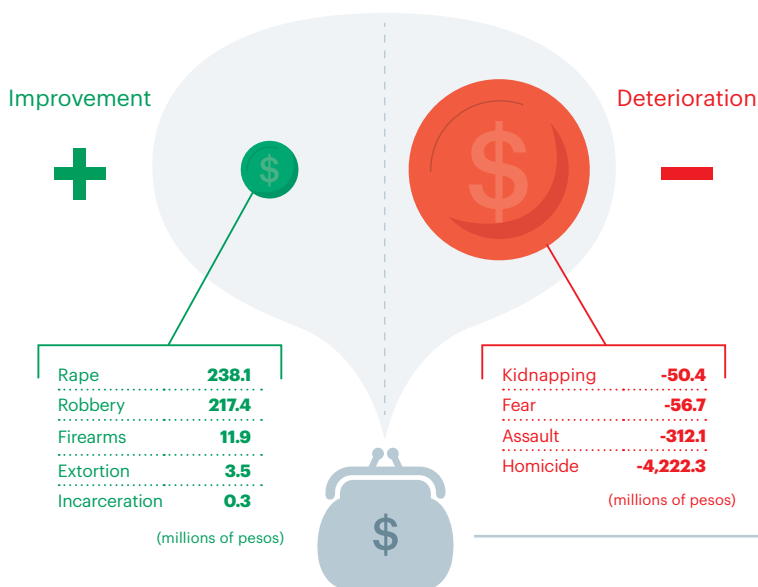 Improvement
Deterioration
$
$
Rape 238.1
Robbery 217.4
Firearms 11.9
Extortion 3.5
Incarceration 0.3
(millions of pesos)
Kidnapping -50.4
Fear -56.7
Assault -312.1
Homicide -4,222.3
(millions of pesos)
$